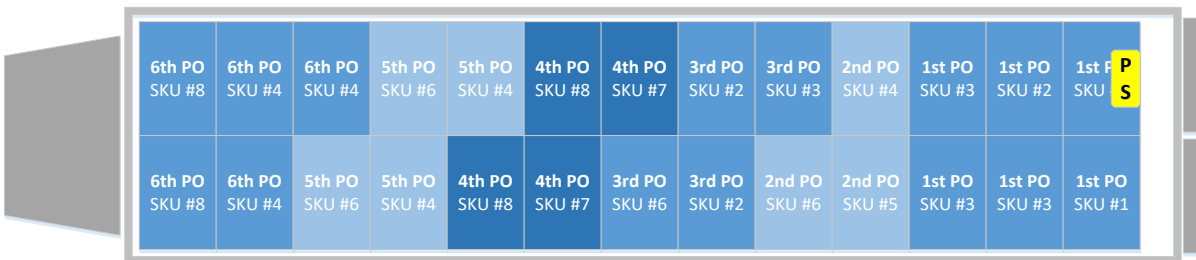 6th PO 6th PO 6th PO 5th PO 5th PO 4th PO 4th PO 3rd PO 3rd PO 2nd PO 1st PO 1st PO 1st P
SKU #8 SKU #4 SKU #4 SKU #6 SKU #4 SKU #8 SKU #7 SKU #2 SKU #3 SKU #4 SKU #3 SKU #2 SKU
P
S
6th PO 6th PO 5th PO 5th PO 4th PO 4th PO 3rd PO 3rd PO 2nd PO 2nd PO 1st PO 1st PO 1st PO
SKU #8 SKU #4 SKU #6 SKU #4 SKU #8 SKU #7 SKU #6 SKU #2 SKU #6 SKU #5 SKU #3 SKU #3 SKU #1